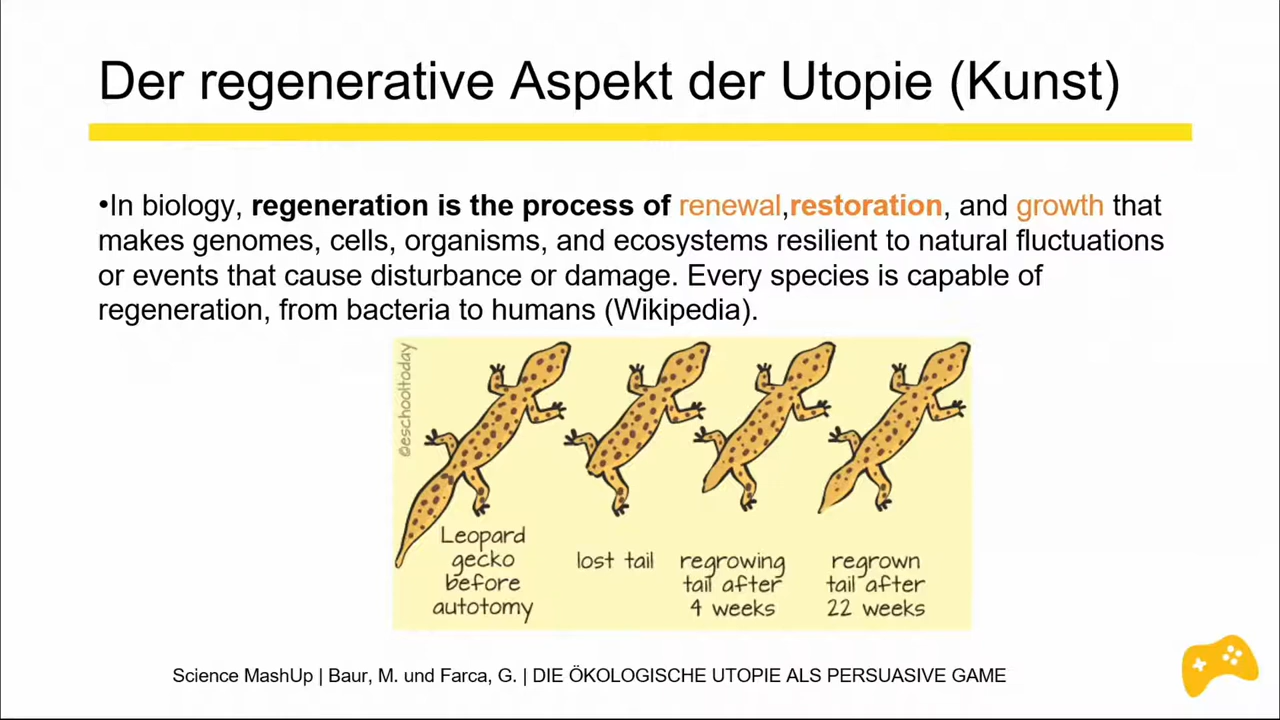 Der regenerative Aspekt der Utopie (Kunst)
•In biology, regeneration is the process of renewal,restoration, and growth that
makes genomes, cells, organisms, and ecosystems resilient to natural fluctuations
or events that cause disturbance or damage. Every species is capable of
regeneration, from bacteria to humans (Wikipedia).
©eschooltoday
Leopard
gecko
before
autotomy
lost tail
regrowing
tail after
4 weeks
regrown
tail after
22 weeks
Science MashUp | Baur, M. und Farca, G. | DIE ÖKOLOGISCHE UTOPIE ALS PERSUASIVE GAME